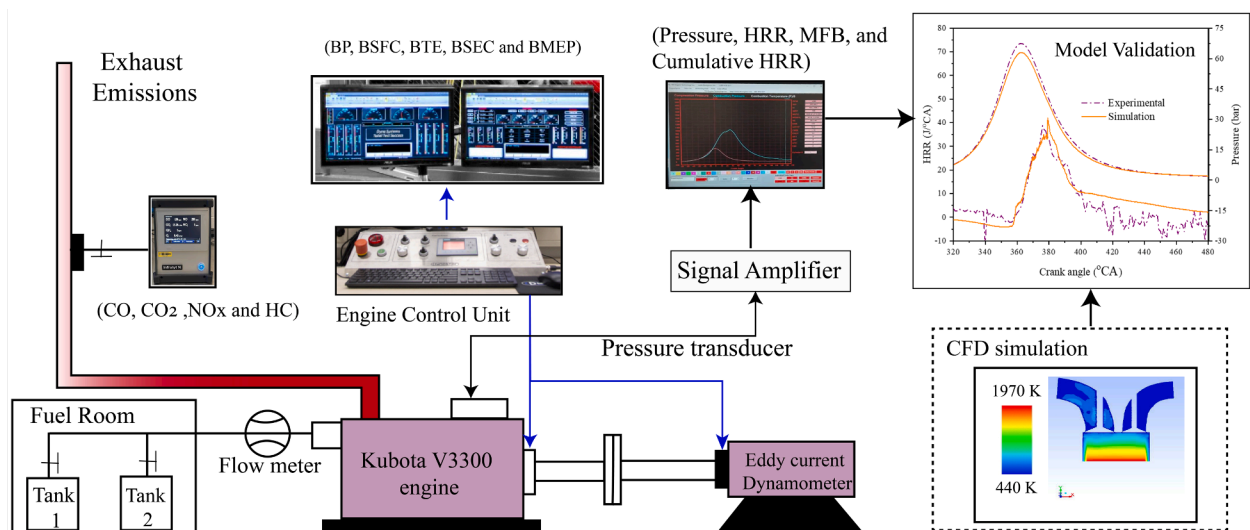 Exhaust
Emissions
(BP, BSFC, BTE, BSEC and BMEP)
(Pressure, HRR, MFB, and
Cumulative HRR)
Model Validation
Experimental
Simulation
HRR (J/°CA)
80
70
60
50
40
30
20
10
0
-10
Pressure (bar)
75
60
45
30
15
0
-15
-30
320 340 360 380 400 420 440 460 480
Crank angle (°CA)
(CO, CO2 ,NOx and HC)
Engine Control Unit
Signal Amplifier
Pressure transducer
CFD simulation
1970 K
440 K
Fuel Room
Tank
1
Tank
2
Flow meter
Kubota V3300
engine
Eddy current
Dynamometer